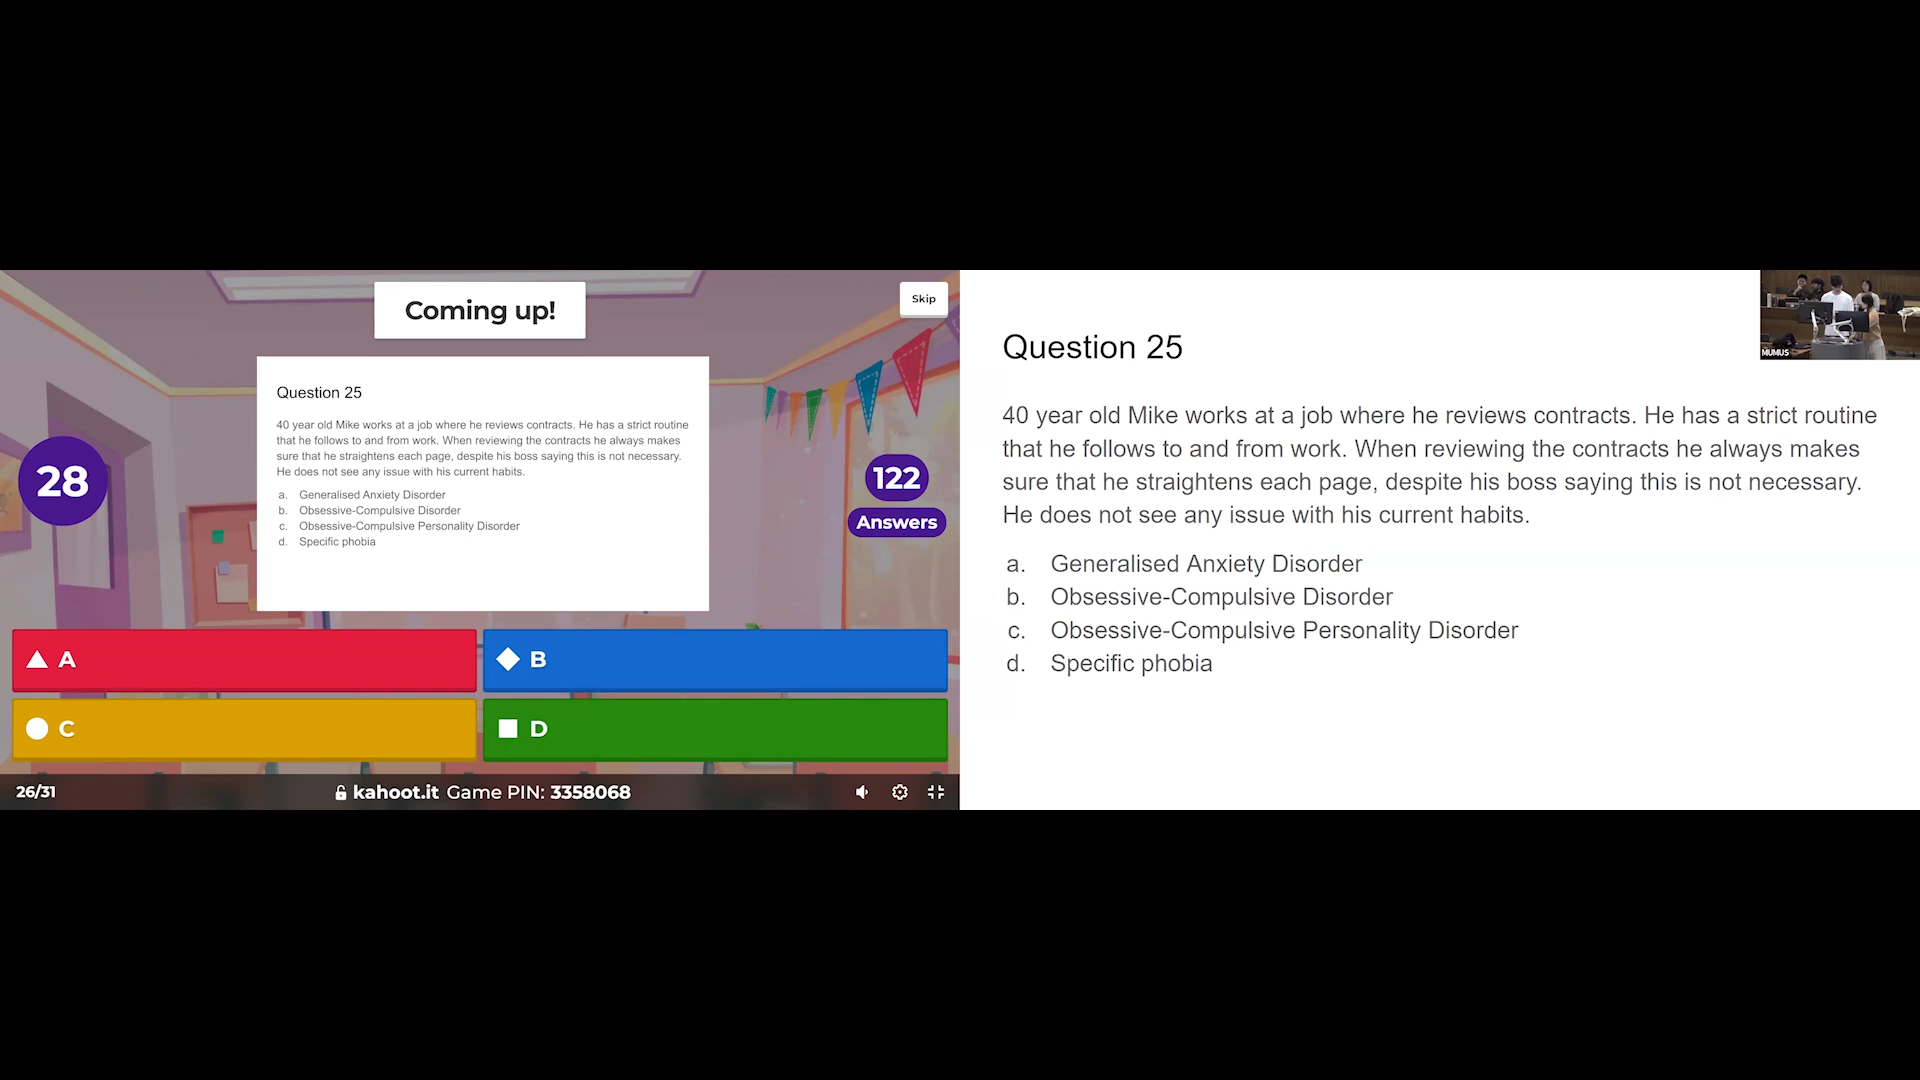 Coming up!
Skip
Question 25
40 year old Mike works at a job where he reviews contracts. He has a strict routine
that he follows to and from work. When reviewing the contracts he always makes
sure that he straightens each page, despite his boss saying this is not necessary.
He does not see any issue with his current habits.
a. Generalised Anxiety Disorder
b. Obsessive-Compulsive Disorder
c. Obsessive-Compulsive Personality Disorder
d. Specific phobia
28
122
Answers
A
B
C
D
26/31
kahoot.it Game PIN: 3358068
MUMUS
Question 25
40 year old Mike works at a job where he reviews contracts. He has a strict routine
that he follows to and from work. When reviewing the contracts he always makes
sure that he straightens each page, despite his boss saying this is not necessary.
He does not see any issue with his current habits.
a. Generalised Anxiety Disorder
b. Obsessive-Compulsive Disorder
c. Obsessive-Compulsive Personality Disorder
d. Specific phobia